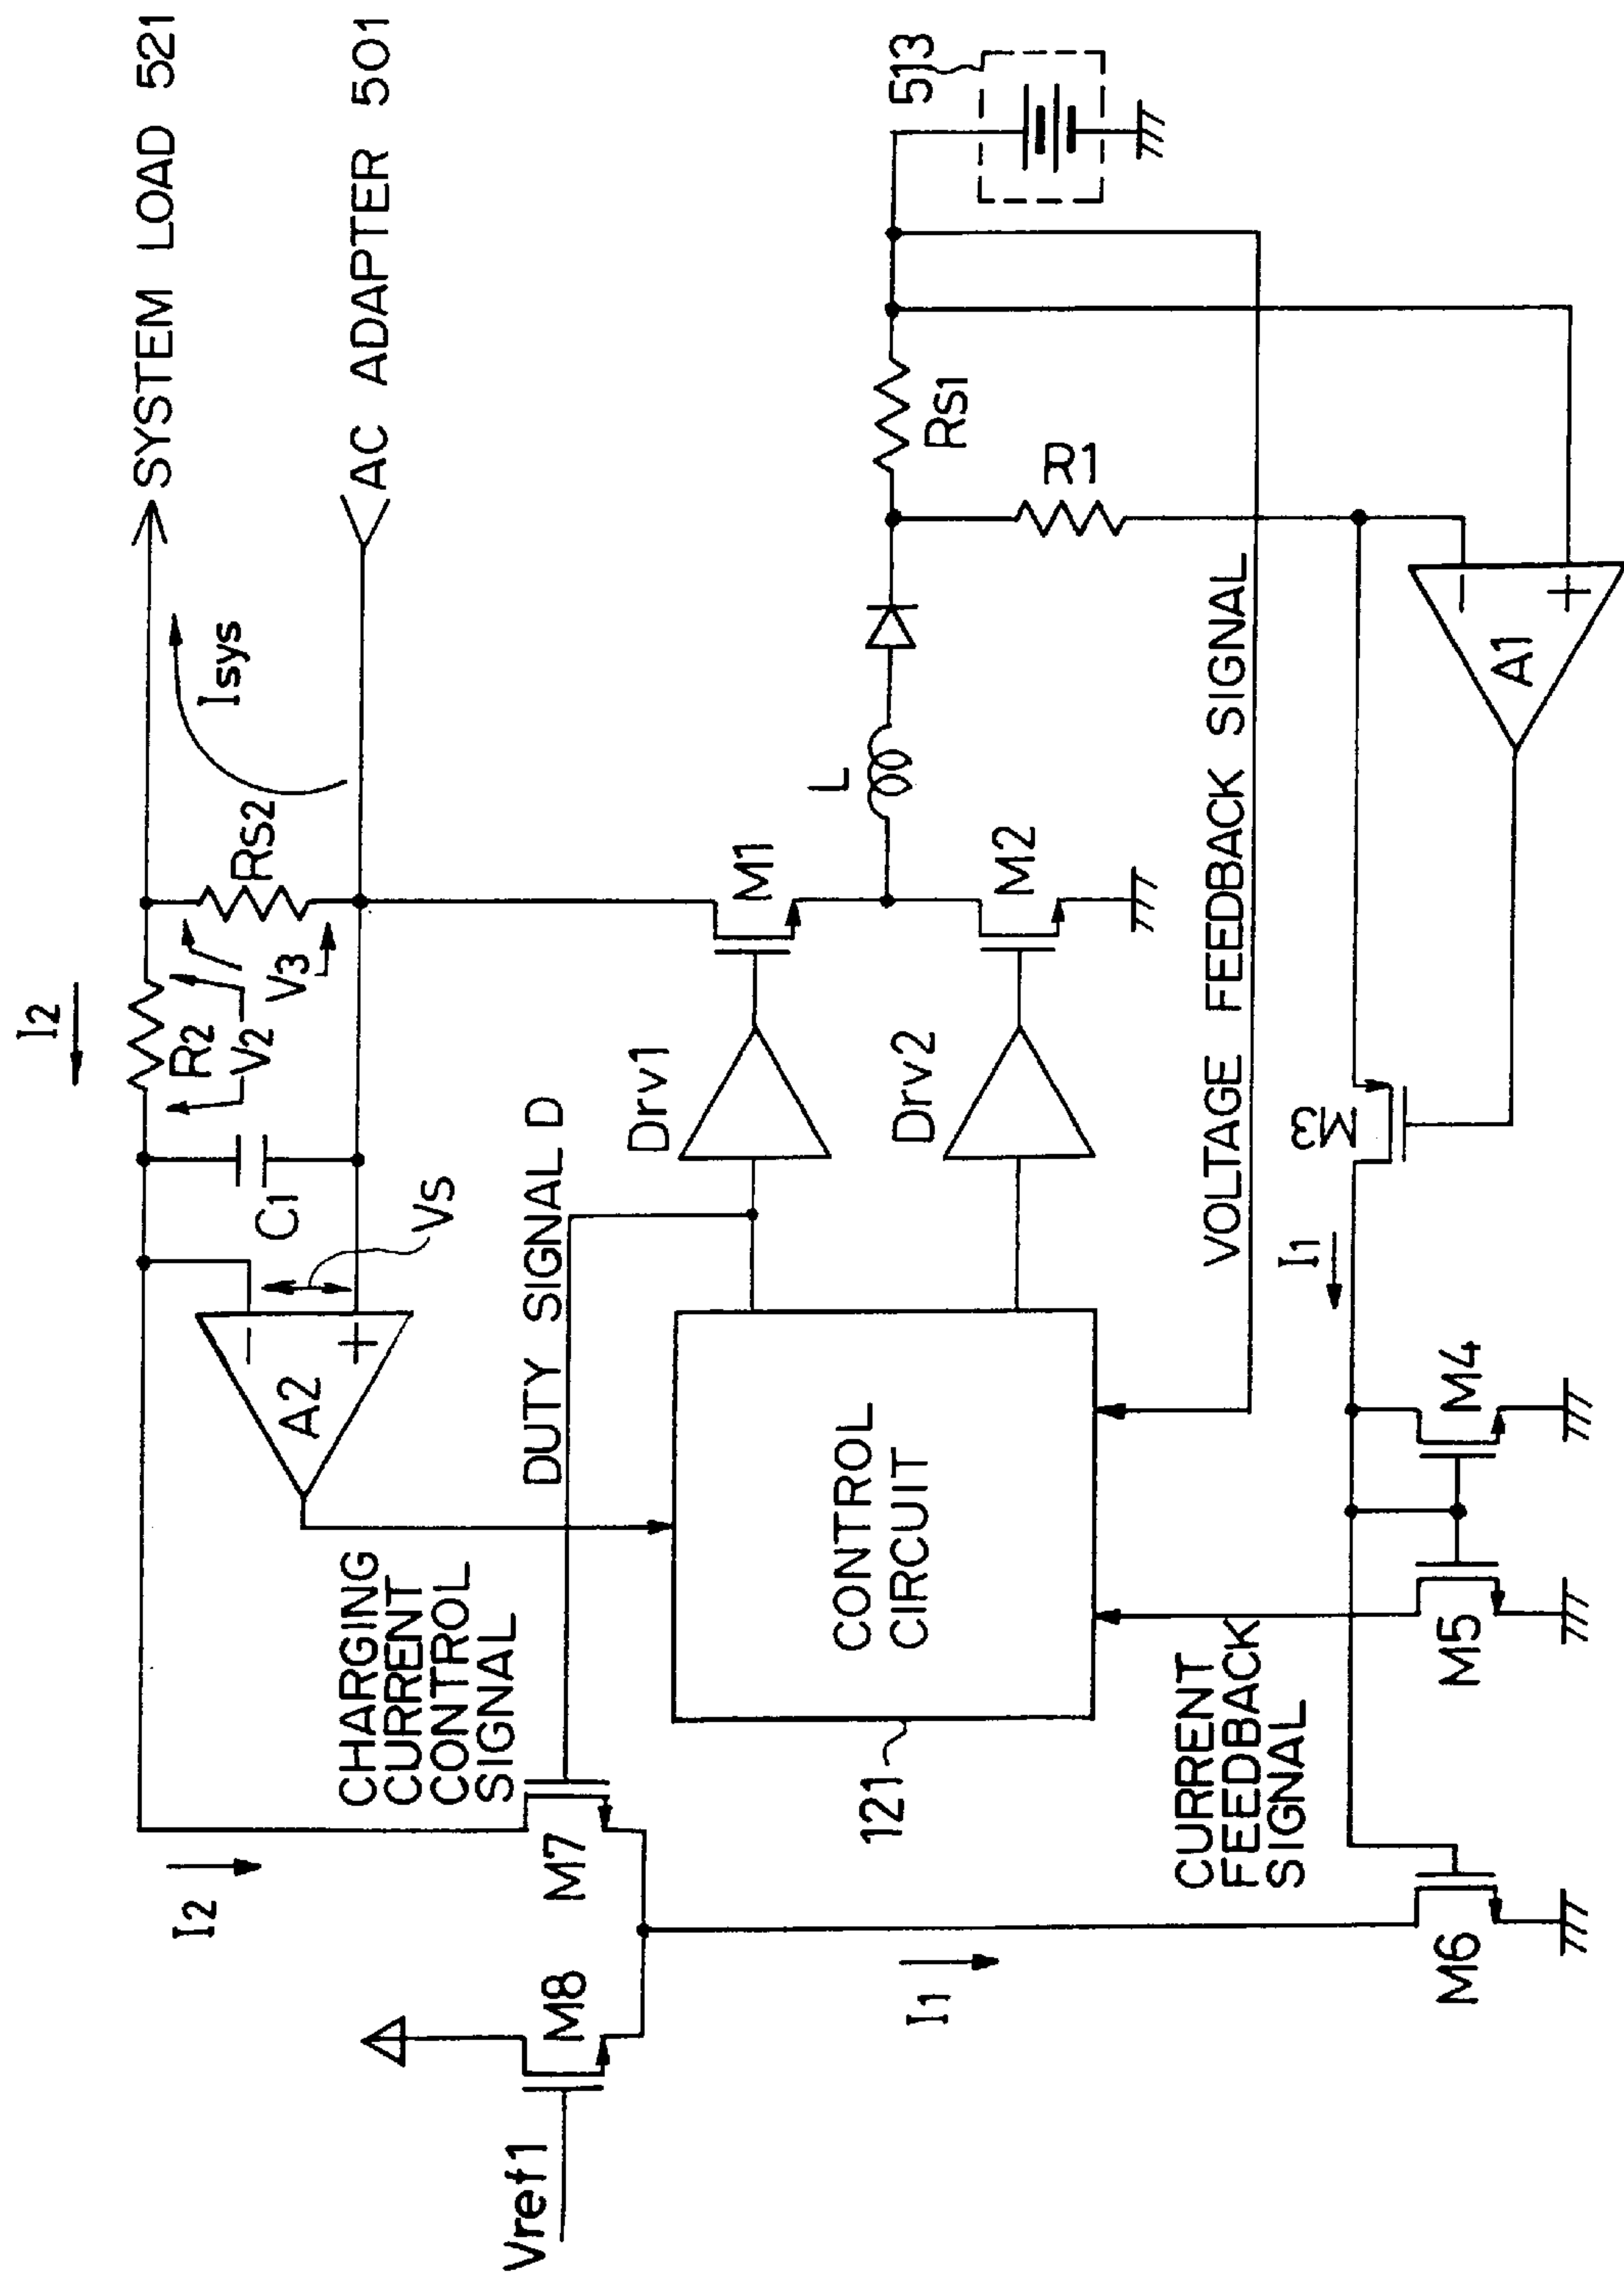 SYSTEM LOAD 521
AC ADAPTER 501
Isys
I2
RS2
R2
V2
V3
C1
VS
A2
−
+
513
RS1
R1
L
M1
M2
Drv1
Drv2
DUTY SIGNAL D
CHARGING
CURRENT
CONTROL
SIGNAL
CONTROL
CIRCUIT
121
VOLTAGE FEEDBACK SIGNAL
−
+
A1
M3
I1
M4
M5
CURRENT
FEEDBACK
SIGNAL
M6
I2
M7
M8
I1
Vref1